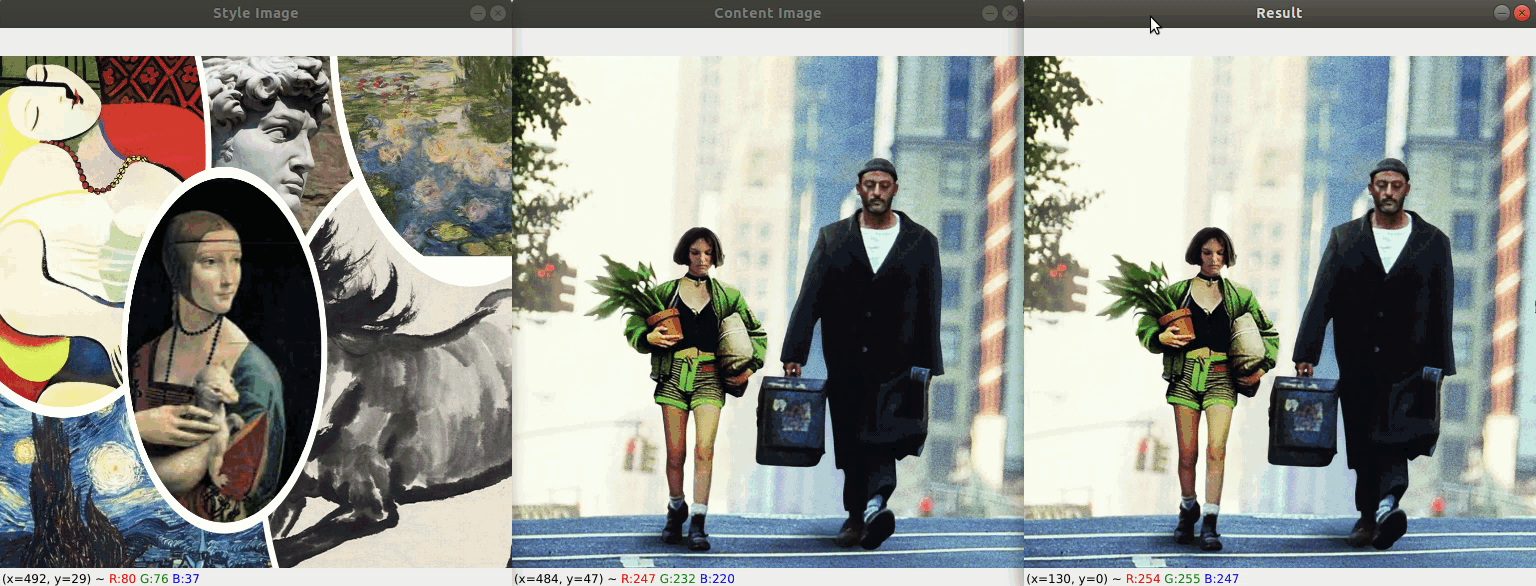 Style Image
Content Image
Result
(x=492, y=29) ~ R:80 G:76 B:37
(x=484, y=47) ~ R:247 G:232 B:220
(x=130, y=0) ~ R:254 G:255 B:247